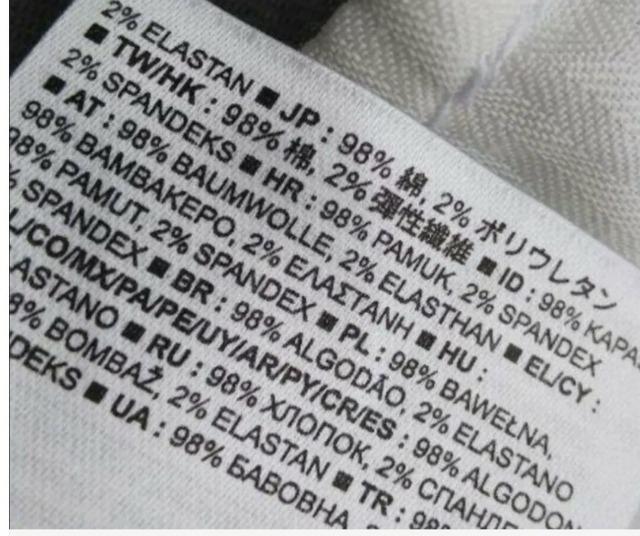 2% ELASTAN ■ JP : 98% 綿, 2% ポリウレタン
■ TW/HK : 98% 棉, 2% 彈性纖維 ■ ID : 98% KAPA
2% SPANDEKS ■ HR : 98% PAMUK, 2% SPANDEX
■ AT : 98% BAUMWOLLE, 2% ELASTHAN ■ EL/CY :
98% ΒΑΜΒΑΚΕΡΟ, 2% ΕΛΑΣΤΑΝΗ ■ HU :
98% PAMUT, 2% SPANDEX ■ PL : 98% BAWEŁNA,
% SPANDEX ■ BR : 98% ALGODÃO, 2% ELASTANO
L/CO/MX/PA/PE/UY/AR/PY/CR/ES : 98% ALGODON,
ASTANO ■ RU : 98% ХЛОПОК, 2% СПАНДЕ
8% BOMBAŽ, 2% ELASTAN ■ TR : 98%
DEKS ■ UA : 98% БАВОВНА,